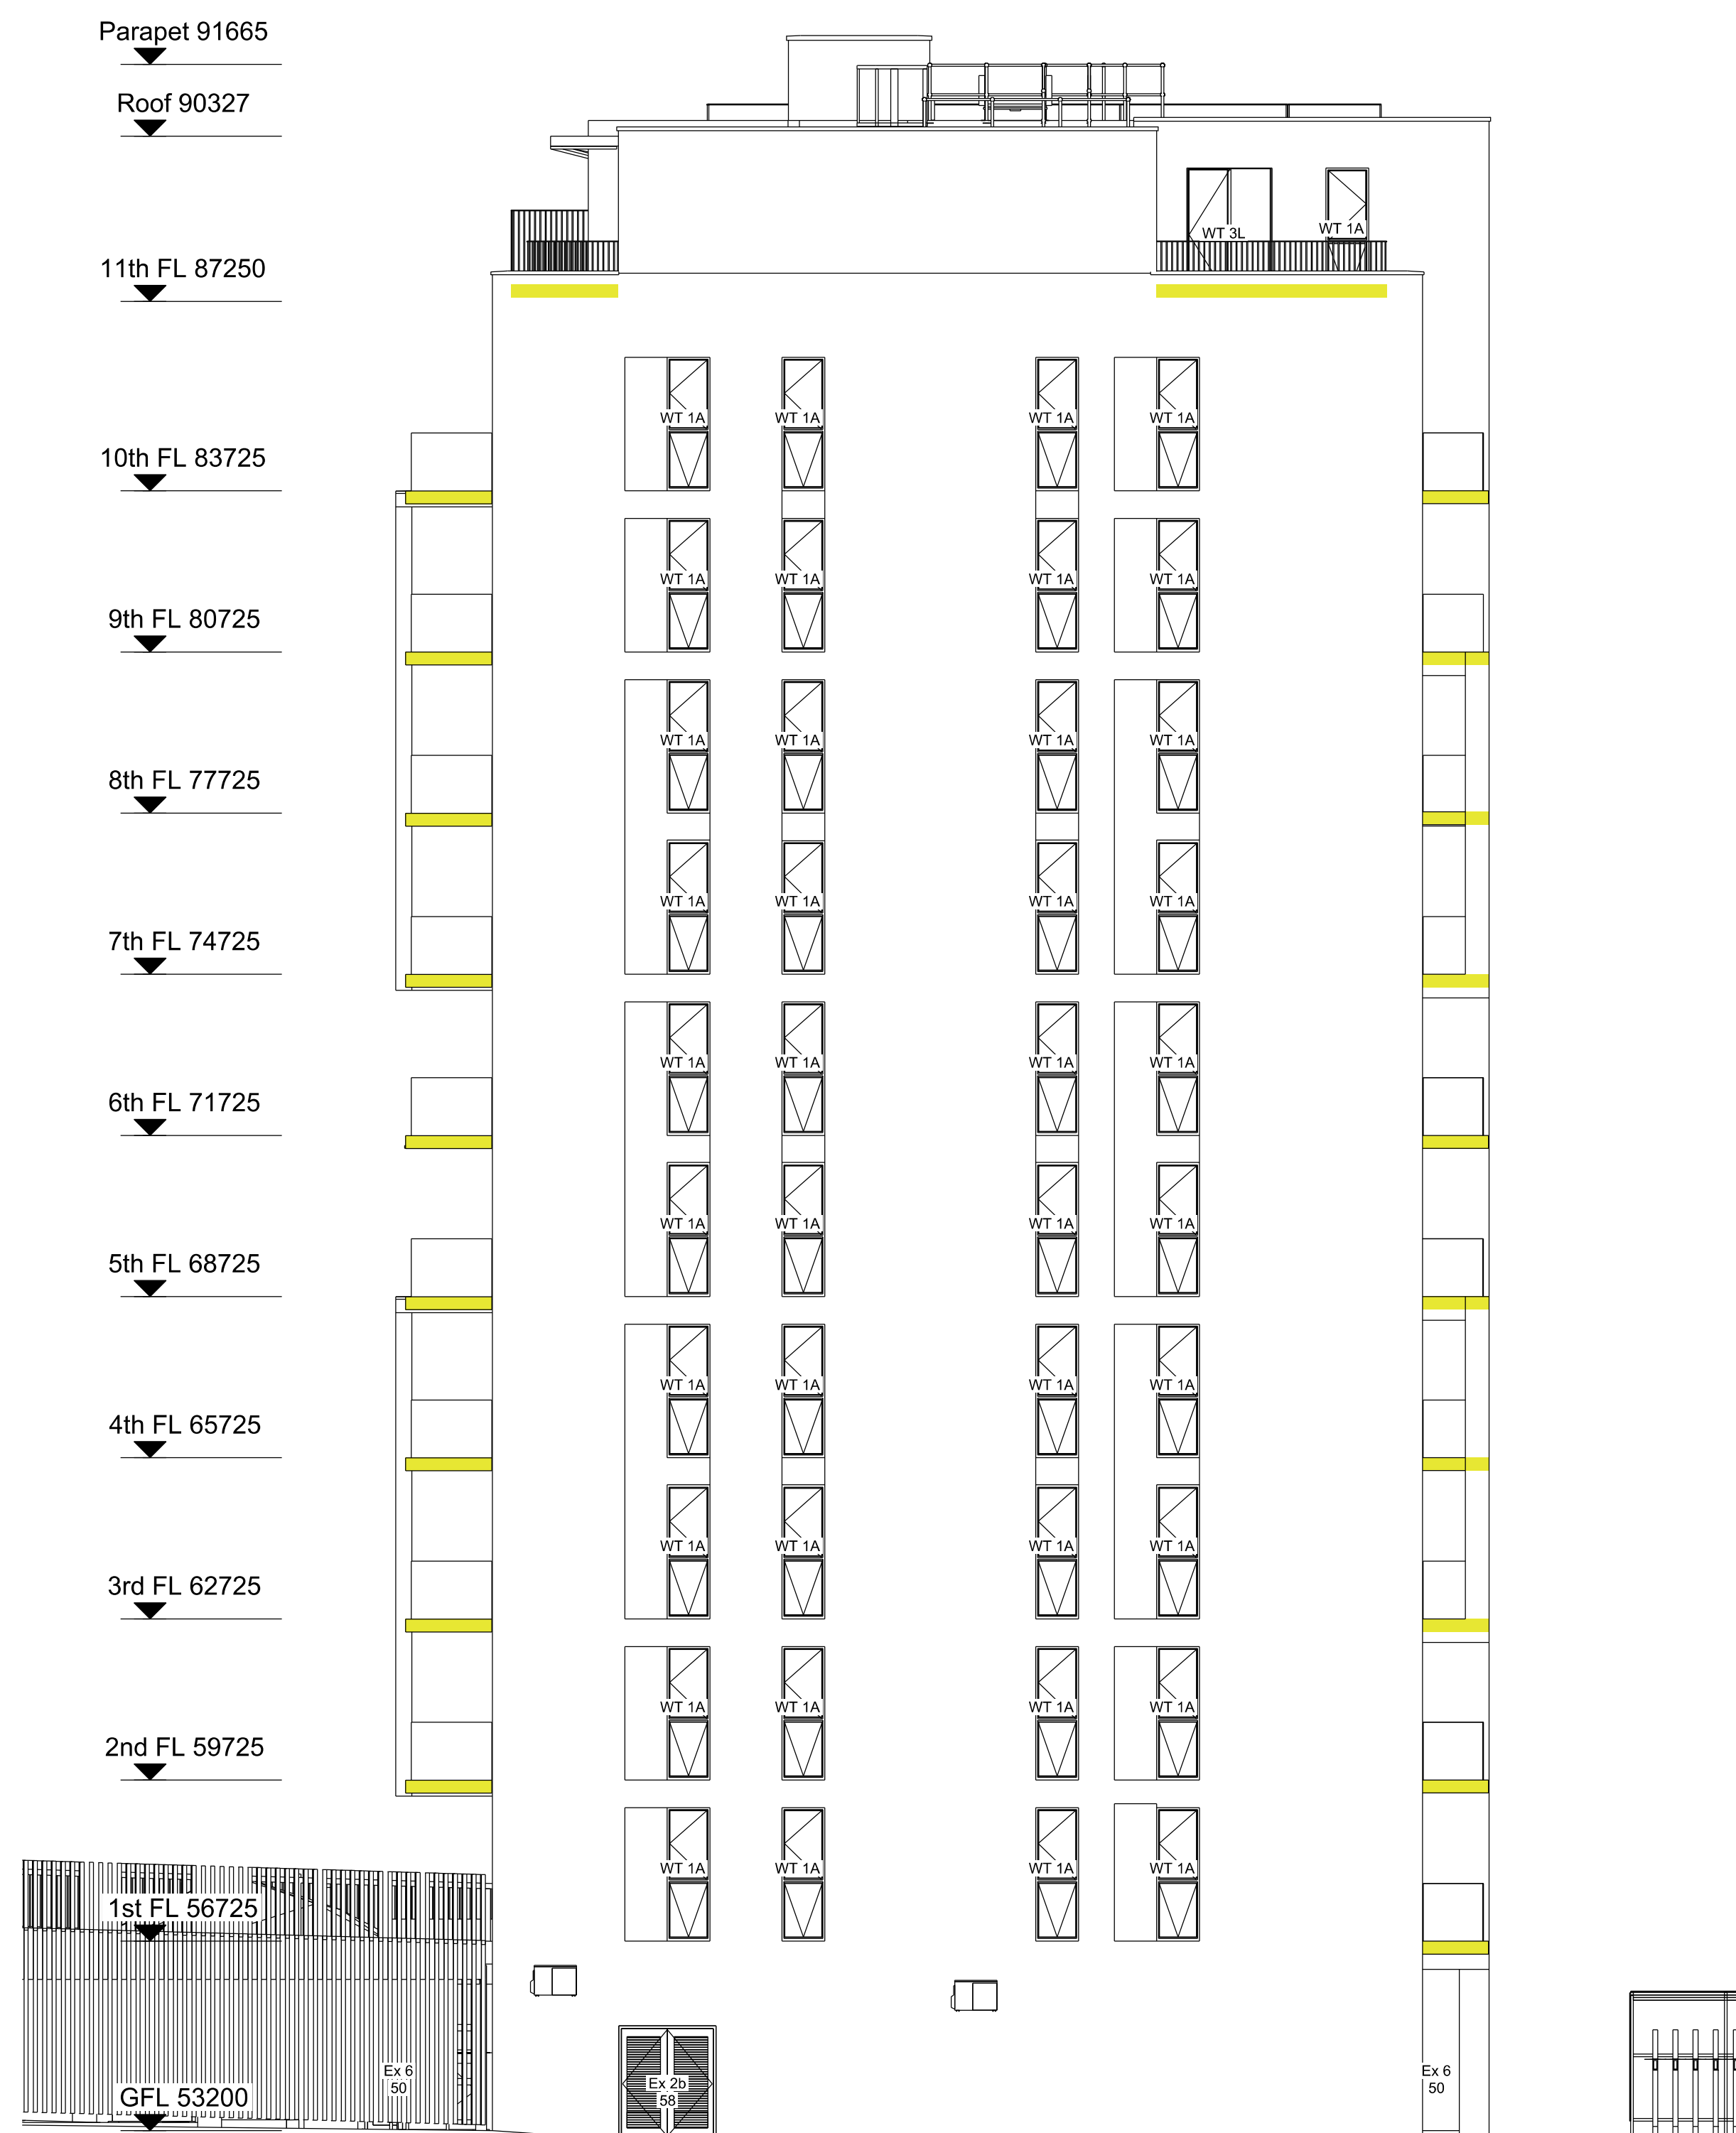 Parapet 91665
Roof 90327
WT 3L WT 1A
11th FL 87250
WT 1A WT 1A WT 1A WT 1A
10th FL 83725
WT 1A WT 1A WT 1A WT 1A
9th FL 80725
WT 1A WT 1A WT 1A WT 1A
8th FL 77725
WT 1A WT 1A WT 1A WT 1A
7th FL 74725
WT 1A WT 1A WT 1A WT 1A
6th FL 71725
WT 1A WT 1A WT 1A WT 1A
5th FL 68725
WT 1A WT 1A WT 1A WT 1A
4th FL 65725
WT 1A WT 1A WT 1A WT 1A
3rd FL 62725
WT 1A WT 1A WT 1A WT 1A
2nd FL 59725
WT 1A WT 1A WT 1A WT 1A
1st FL 56725
Ex 6 Ex 2b Ex 6
50 58 50
GFL 53200